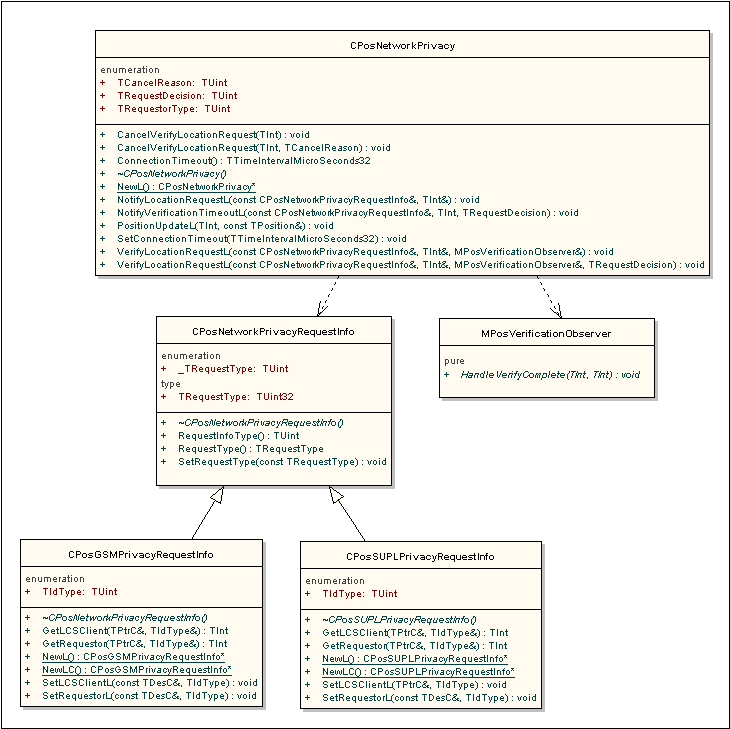 CPosNetworkPrivacy
enumeration
+ TCancelReason: TUint
+ TRequestDecision: TUint
+ TRequestorType: TUint
+ CancelVerifyLocationRequest(TInt) : void
+ CancelVerifyLocationRequest(TInt, TCancelReason) : void
+ ConnectionTimeout() : TTimeIntervalMicroSeconds32
+ ~CPosNetworkPrivacy()
+ NewL() : CPosNetworkPrivacy*
+ NotifyLocationRequestL(const CPosNetworkPrivacyRequestInfo&, TInt&) : void
+ NotifyVerificationTimeoutL(const CPosNetworkPrivacyRequestInfo&, TInt, TRequestDecision) : void
+ PositionUpdateL(TInt, const TPosition&) : void
+ SetConnectionTimeout(TTimeIntervalMicroSeconds32) : void
+ VerifyLocationRequestL(const CPosNetworkPrivacyRequestInfo&, TInt&, MPosVerificationObserver&) : void
+ VerifyLocationRequestL(const CPosNetworkPrivacyRequestInfo&, TInt&, MPosVerificationObserver&, TRequestDecision) : void
CPosNetworkPrivacyRequestInfo
enumeration
+ _TRequestType: TUint
type
+ TRequestType: TUint32
+ ~CPosNetworkPrivacyRequestInfo()
+ RequestInfoType() : TUint
+ RequestType() : TRequestType
+ SetRequestType(const TRequestType) : void
MPosVerificationObserver
pure
+ HandleVerifyComplete(TInt, TInt) : void
CPosGSMPrivacyRequestInfo
enumeration
+ TIdType: TUint
+ ~CPosNetworkPrivacyRequestInfo()
+ GetLCSClient(TPtrC&, TIdType&) : TInt
+ GetRequestor(TPtrC&, TIdType&) : TInt
+ NewL() : CPosGSMPrivacyRequestInfo*
+ NewLC() : CPosGSMPrivacyRequestInfo*
+ SetLCSClientL(const TDesC&, TIdType) : void
+ SetRequestorL(const TDesC&, TIdType) : void
CPosSUPLPrivacyRequestInfo
enumeration
+ TIdType: TUint
+ ~CPosSUPLPrivacyRequestInfo()
+ GetLCSClient(TPtrC&, TIdType&) : TInt
+ GetRequestor(TPtrC&, TIdType&) : TInt
+ NewL() : CPosSUPLPrivacyRequestInfo*
+ NewLC() : CPosSUPLPrivacyRequestInfo*
+ SetLCSClientL(TPtrC&, TIdType) : void
+ SetRequestorL(const TDesC&, TIdType) : void